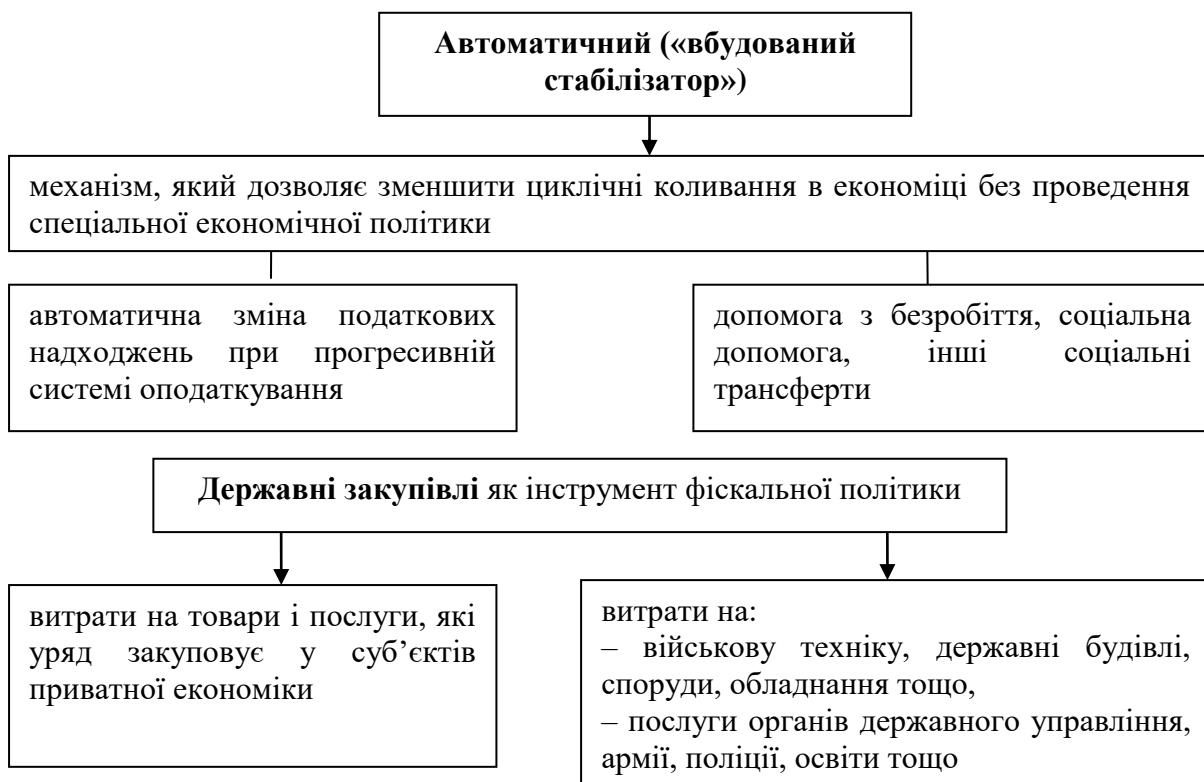 Автоматичний («вбудований
стабілізатор»)
механізм, який дозволяє зменшити циклічні коливання в економіці без проведення
спеціальної економічної політики
автоматична зміна податкових
надходжень при прогресивній
системі оподаткування
допомога з безробіття, соціальна
допомога, інші соціальні
трансферти
Державні закупівлі як інструмент фіскальної політики
витрати на товари і послуги, які
уряд закуповує у суб’єктів
приватної економіки
витрати на:
– військову техніку, державні будівлі,
споруди, обладнання тощо,
– послуги органів державного управління,
армії, поліції, освіти тощо